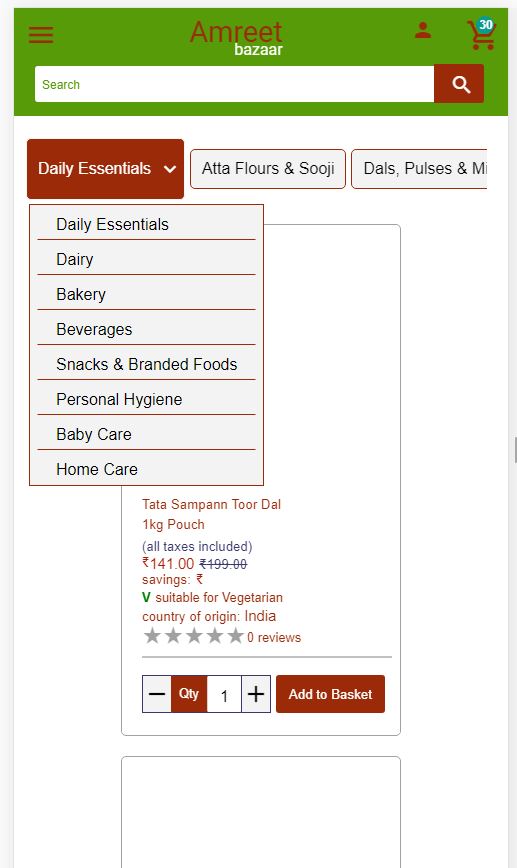 Amreet
bazaar
30
Search
Daily Essentials
Atta Flours & Sooji
Dals, Pulses & Mi
Daily Essentials
Dairy
Bakery
Beverages
Snacks & Branded Foods
Personal Hygiene
Baby Care
Home Care
Tata Sampann Toor Dal
1kg Pouch
(all taxes included)
₹141.00 ₹199.00
savings: ₹
V suitable for Vegetarian
country of origin: India
0 reviews
Qty 1 Add to Basket